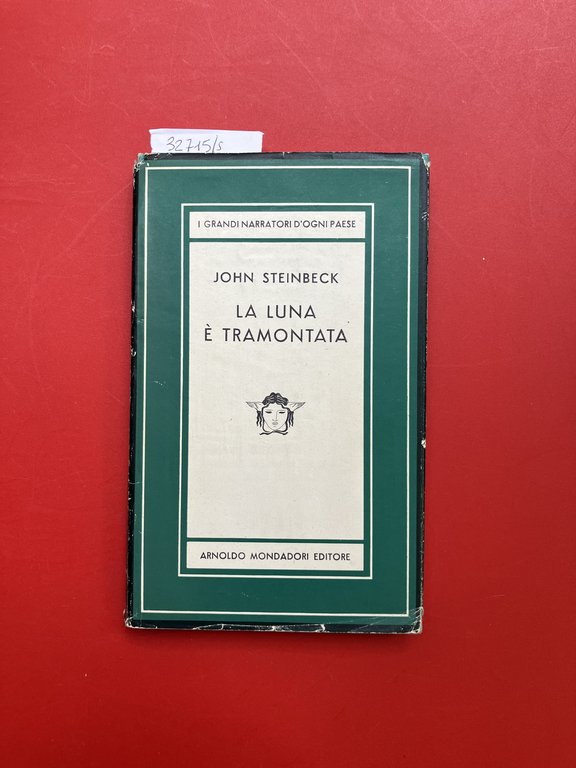 32715/s
I GRANDI NARRATORI D'OGNI PAESE
JOHN STEINBECK
LA LUNA
È TRAMONTATA
ARNOLDO MONDADORI EDITORE